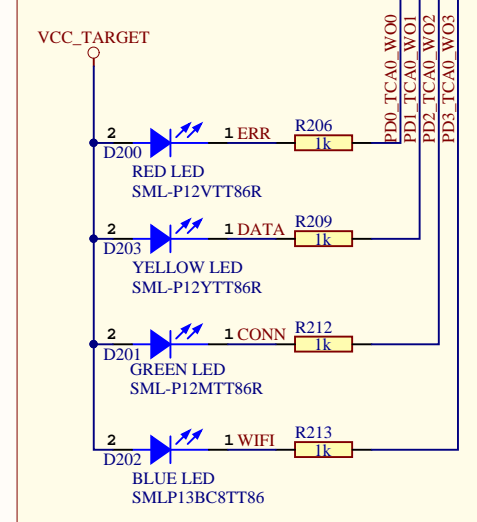 VCC_TARGET
PD0_TCA0_WO0
PD1_TCA0_WO1
PD2_TCA0_WO2
PD3_TCA0_WO3
2 1 ERR R206
D200 1k
RED LED
SML-P12VTT86R
2 1 DATA R209
D203 1k
YELLOW LED
SML-P12YTT86R
2 1 CONN R212
D201 1k
GREEN LED
SML-P12MTT86R
2 1 WIFI R213
D202 1k
BLUE LED
SMLP13BC8TT86